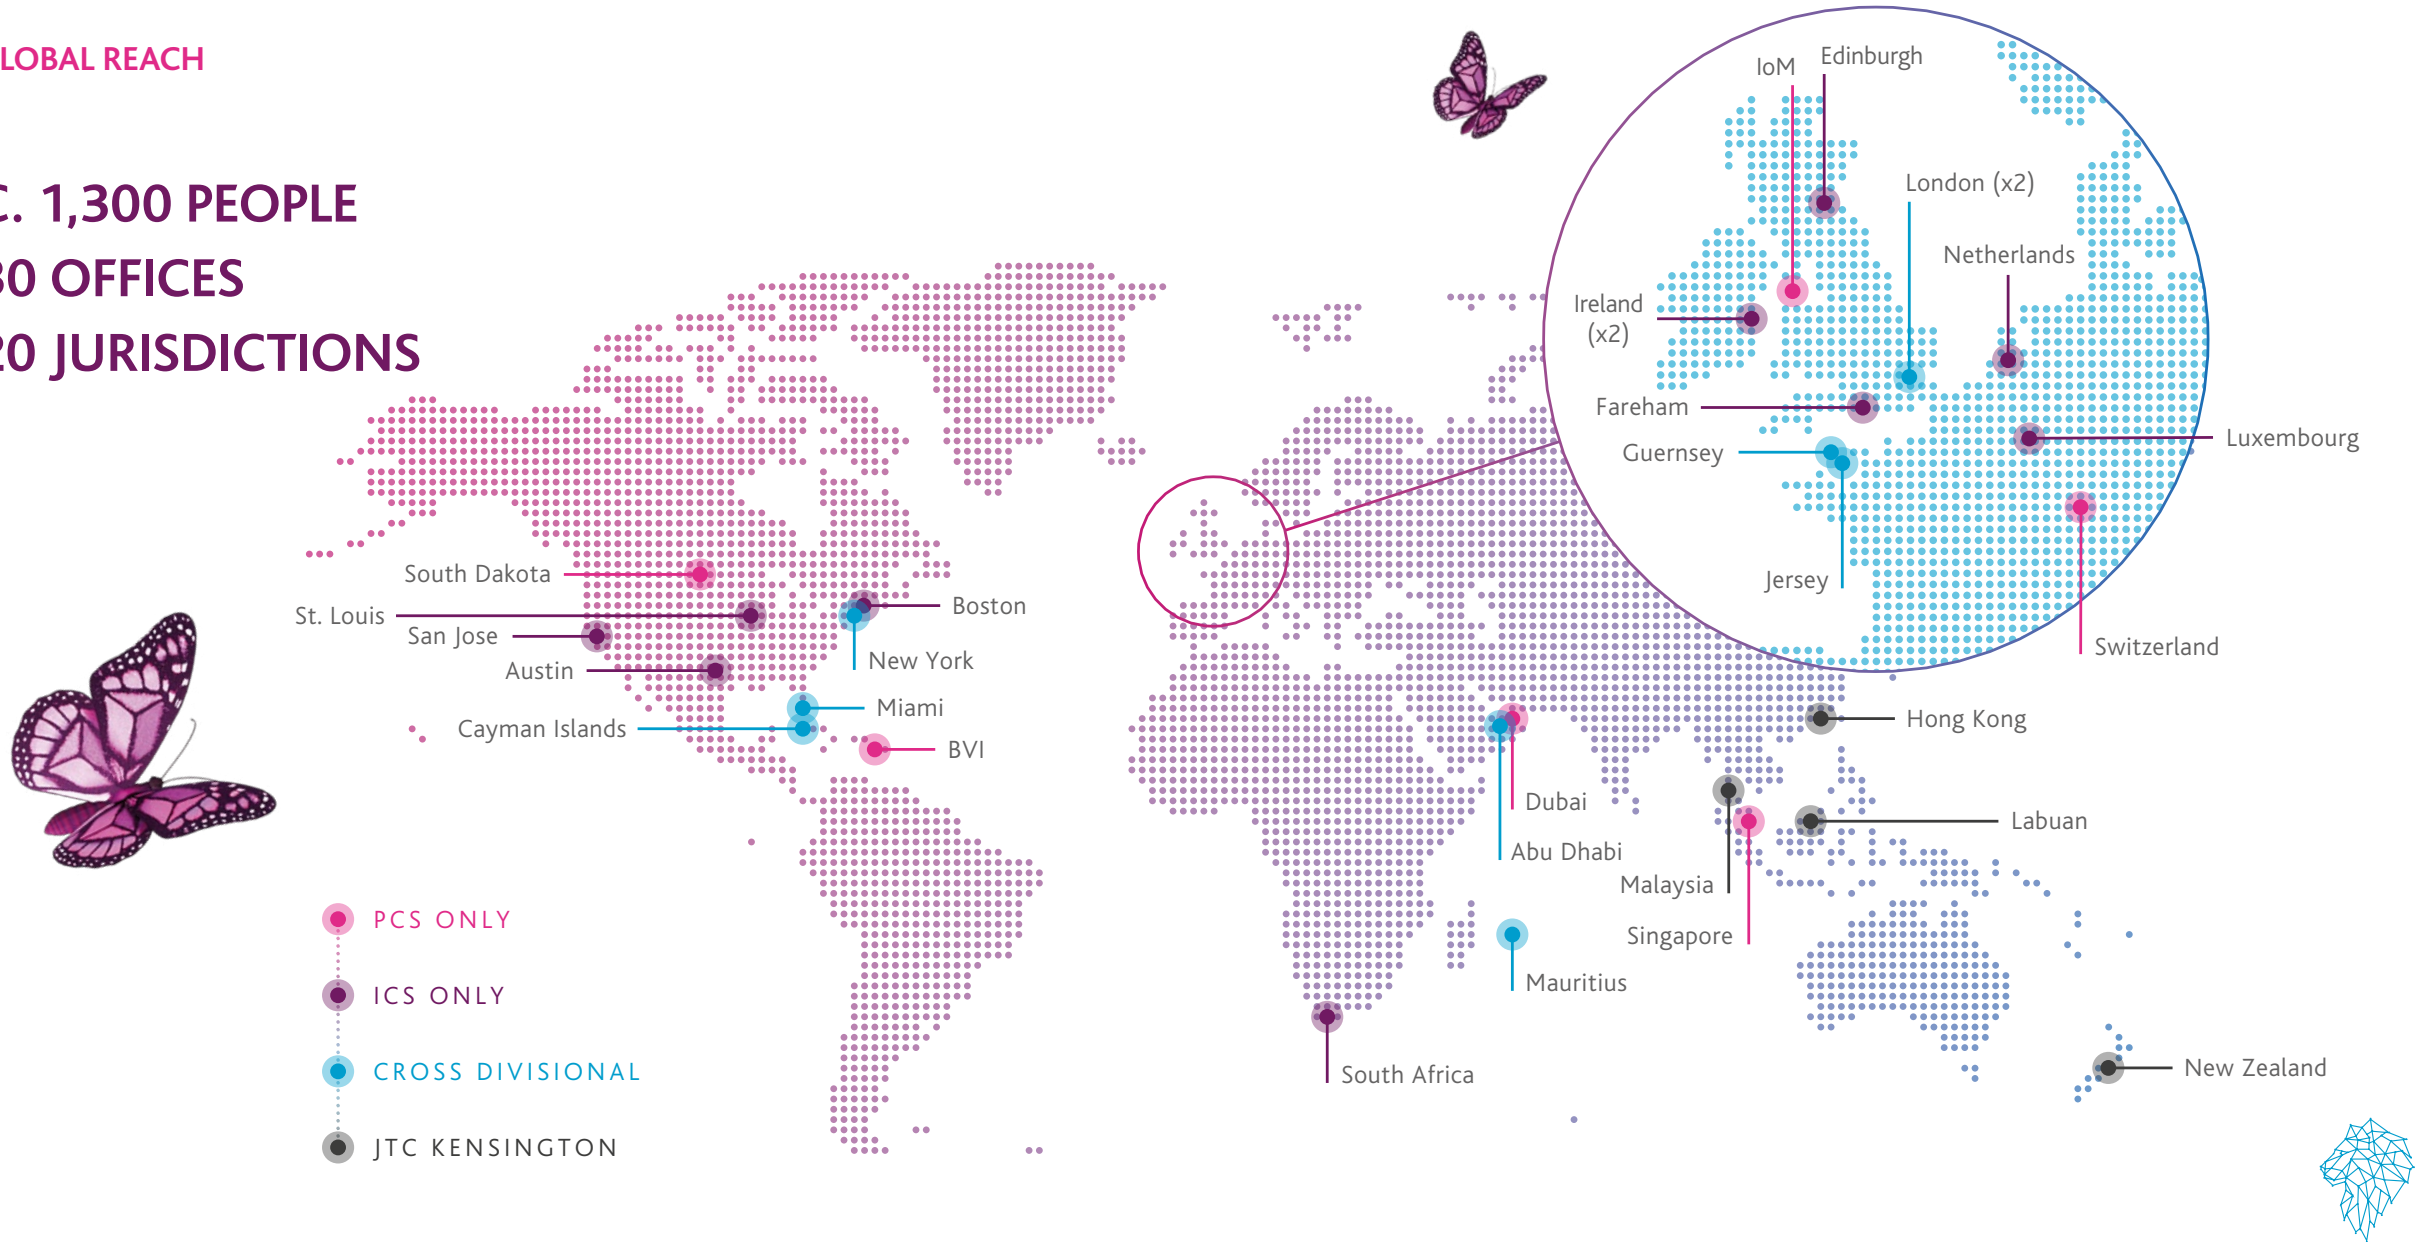 LOBAL REACH
C. 1,300 PEOPLE
30 OFFICES
20 JURISDICTIONS
IoM
Edinburgh
London (x2)
Netherlands
Ireland
(x2)
Fareham
Guernsey
Luxembourg
Jersey
Switzerland
South Dakota
St. Louis
San Jose
Austin
Cayman Islands
Boston
New York
Miami
BVI
Hong Kong
Dubai
Abu Dhabi
Labuan
Malaysia
Singapore
Mauritius
South Africa
New Zealand
PCS ONLY
ICS ONLY
CROSS DIVISIONAL
JTC KENSINGTON